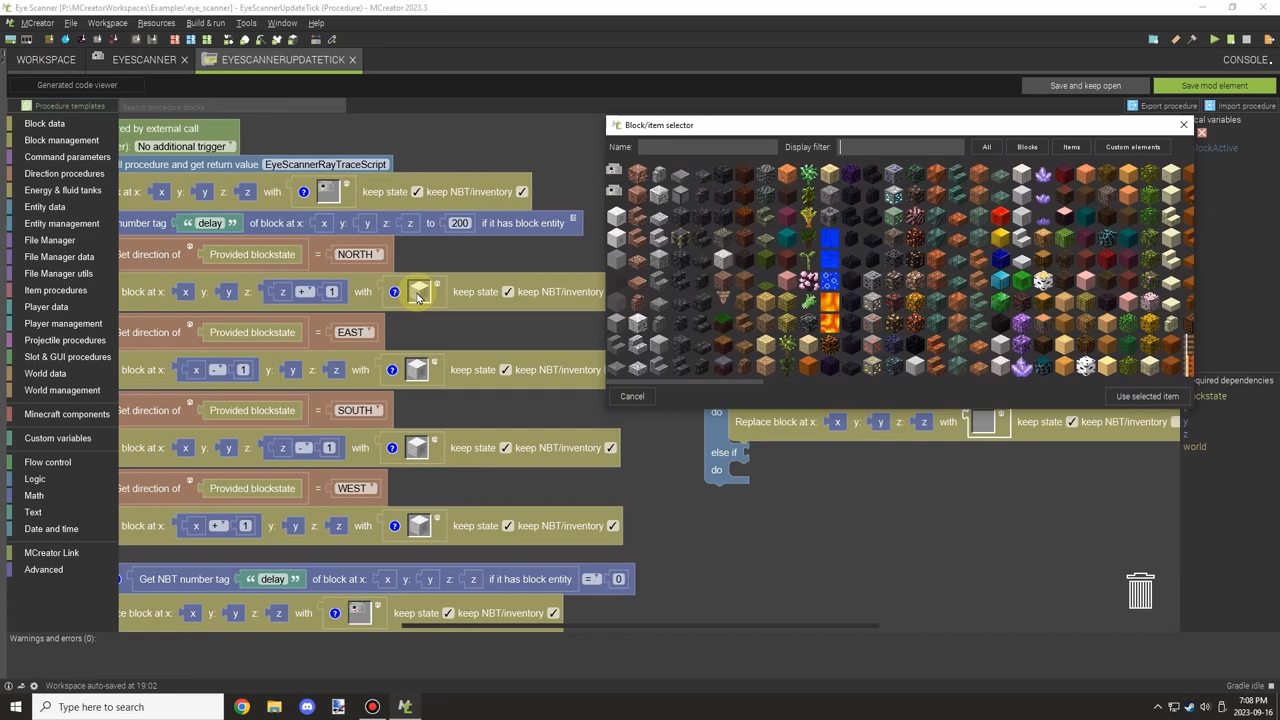 Eye Scanner (P:\MCreatorWorkspaces\Examples\eye_scanner) - EyeScannerUpdateTick (Procedure) - MCreator 2023.3
MCreator File Workspace Resources Build & run Tools Window Help
WORKSPACE EYESCANNER EYESCANNERUPDATETICK CONSOLE
Generated code viewer Save and keep open Save mod element
Procedure templates Search procedure blocks Export procedure Import procedure
Block data
Block management
Command parameters
Direction procedures
Energy & fluid tanks
Entity data
Entity management
File Manager
File Manager data
File Manager utils
Item procedures
Player data
Player management
Projectile procedures
Slot & GUI procedures
World data
World management
Minecraft components
Custom variables
Flow control
Logic
Math
Text
Date and time
MCreator Link
Advanced
ed by external call
): No additional trigger
ll procedure and get return value EyeScannerRayTraceScript
k at x: x y: y z: z with ? keep state keep NBT/inventory
number tag “ delay ” of block at x: x y: y z: z to 200 if it has block entity
Get direction of Provided blockstate = NORTH
block at x: x y: y z: z + 1 with ? keep state keep NBT/inventory
Get direction of Provided blockstate = EAST
block at x: x - 1 y: y z: z with ? keep state keep NBT/inventory
Get direction of Provided blockstate = SOUTH
block at x: x y: y z: z - 1 with ? keep state keep NBT/inventory
Get direction of Provided blockstate = WEST
block at x: x + 1 y: y z: z with ? keep state keep NBT/inventory
Get NBT number tag “ delay ” of block at x: x y: y z: z if it has block entity = 0
ce block at x: x y: y z: z with ? keep state keep NBT/inventory
Block/item selector
Name: Display filter: All Blocks Items Custom elements
Cancel Use selected item
cal variables
lockActive
do Replace block at x: x y: y z: z with keep state keep NBT/inventory
else if
do
equired dependencies
ckstate
x
y
z
world
Warnings and errors (0):
Workspace auto-saved at 19:02 Gradle idle
Type here to search
7:08 PM
2023-09-16